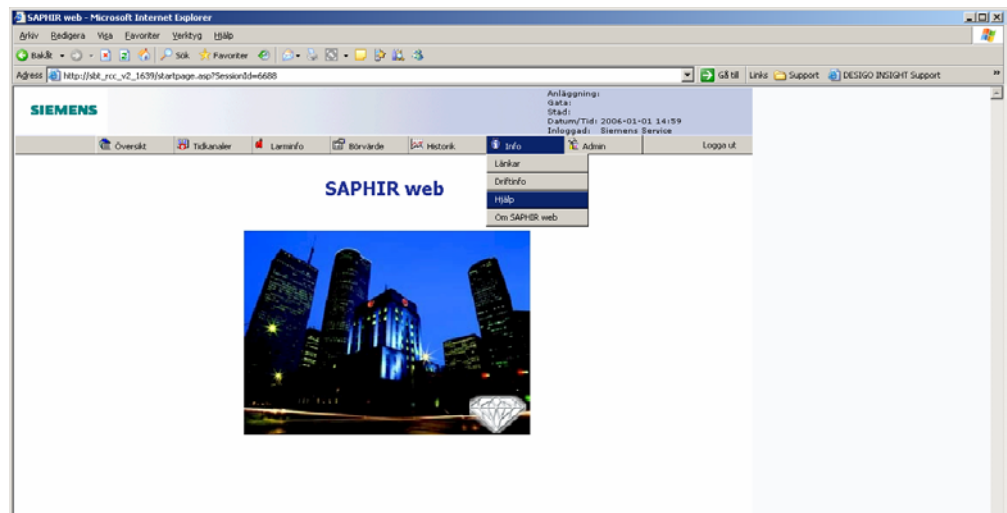 SAPHIR web - Microsoft Internet Explorer
Arkiv Redigera Visa Favoriter Verktyg Hjälp
Bakåt Sök Favoriter
Adress http://sbt_rcc_v2_1639/startpage.asp?SessionId=6688 Gå till Links Support DESIGO INSIGHT Support
SIEMENS
Anläggning:
Gata:
Stad:
Datum/Tid: 2006-01-01 14:59
Inloggad: Siemens Service
Översikt Tidkanaler Larminfo Börvärde Historik Info Admin Logga ut
Länkar
Driftinfo
Hjälp
Om SAPHIR web
SAPHIR web